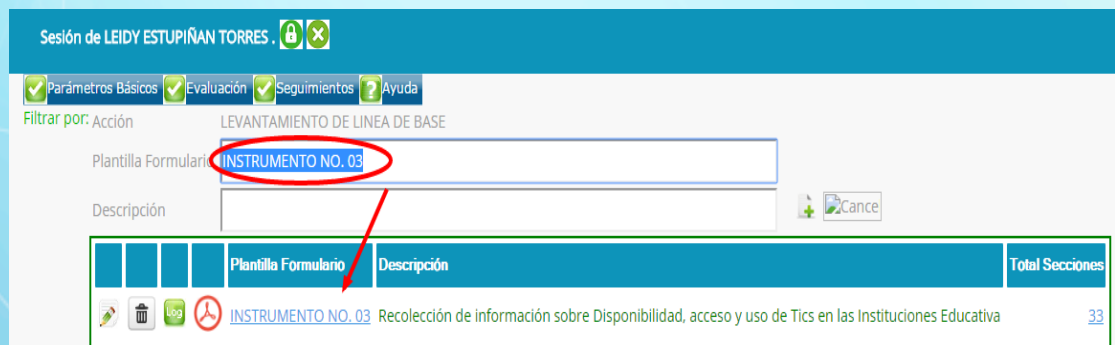 Sesión de LEIDY ESTUPIÑAN TORRES .
Parámetros Básicos Evaluación Seguimientos ? Ayuda
Filtrar por: Acción LEVANTAMIENTO DE LINEA DE BASE
Plantilla Formulario INSTRUMENTO NO. 03
Descripción Cance
Plantilla Formulario Descripción Total Secciones
Log INSTRUMENTO NO. 03 Recolección de información sobre Disponibilidad, acceso y uso de Tics en las Instituciones Educativa 33